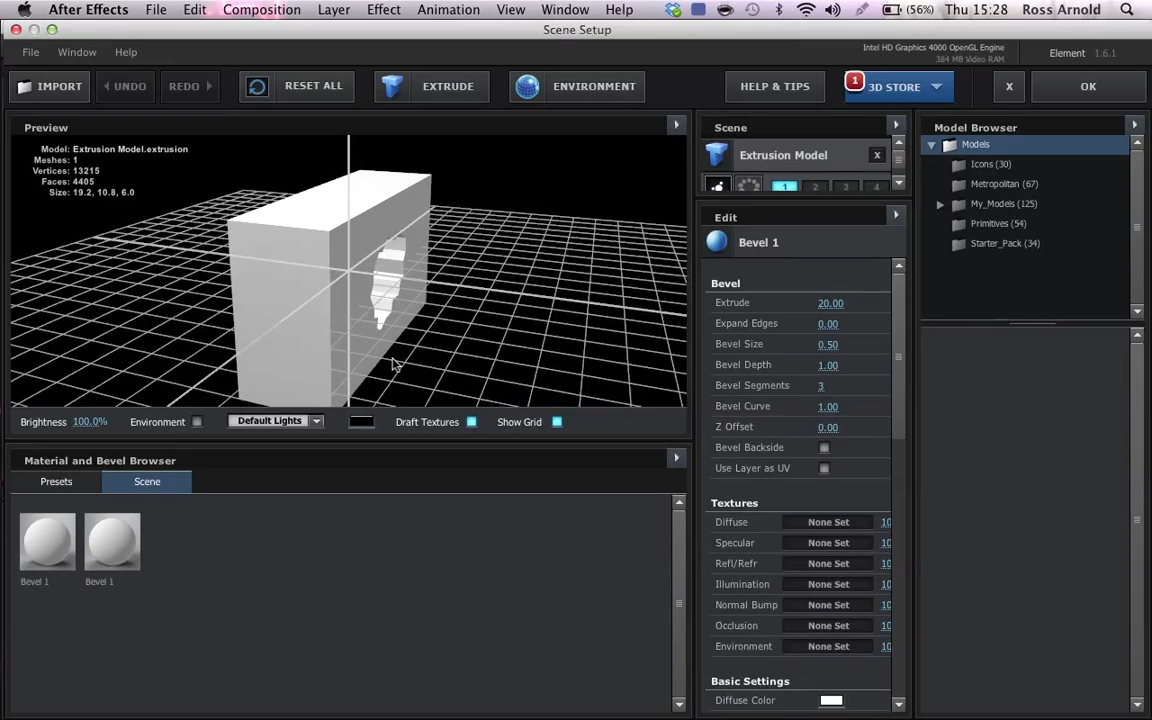 After Effects File Edit Composition Layer Effect Animation View Window Help (56%) Thu 15:28 Ross Arnold
Scene Setup
File Window Help
Intel HD Graphics 4000 OpenGL Engine
384 MB Video RAM
Element 1.6.1
IMPORT UNDO REDO RESET ALL EXTRUDE ENVIRONMENT HELP & TIPS 1 3D STORE X OK
Preview
Model: Extrusion Model.extrusion
Meshes: 1
Vertices: 13215
Faces: 4405
Size: 19.2, 10.8, 6.0
Brightness 100.0% Environment Default Lights Draft Textures Show Grid
Material and Bevel Browser
Presets Scene
Bevel 1 Bevel 1
Scene
Extrusion Model X
1 2 3 4
Edit
Bevel 1
Bevel
Extrude 20.00
Expand Edges 0.00
Bevel Size 0.50
Bevel Depth 1.00
Bevel Segments 3
Bevel Curve 1.00
Z Offset 0.00
Bevel Backside
Use Layer as UV
Textures
Diffuse None Set 10
Specular None Set 10
Refl/Refr None Set 10
Illumination None Set 10
Normal Bump None Set 10
Occlusion None Set 10
Environment None Set 10
Basic Settings
Diffuse Color
Model Browser
Models
Icons (30)
Metropolitan (67)
My_Models (125)
Primitives (54)
Starter_Pack (34)